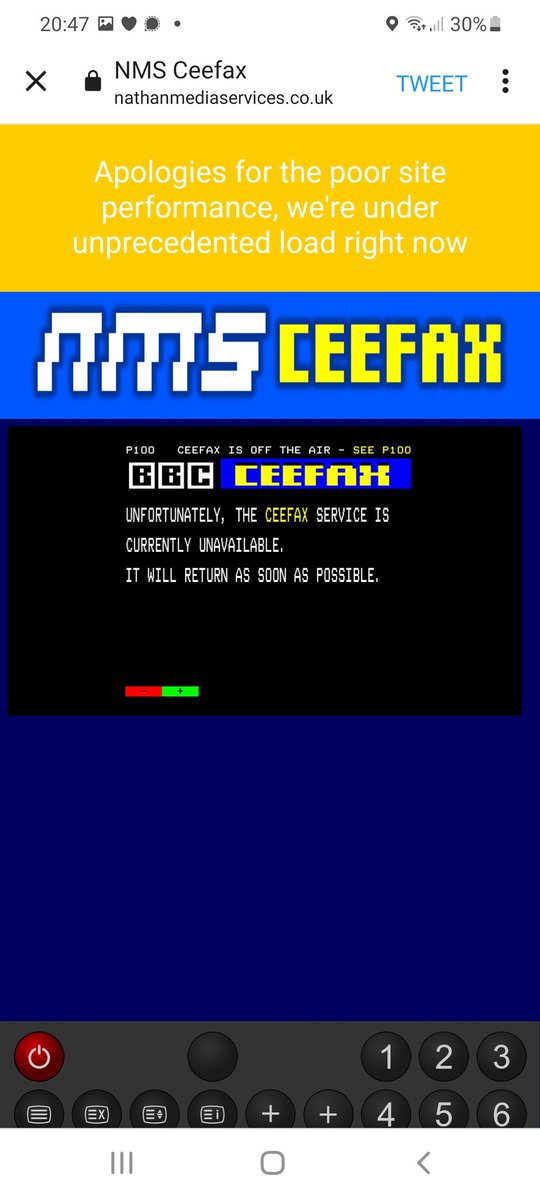 20:47 30%
NMS Ceefax
nathanmediaservices.co.uk
TWEET
Apologies for the poor site
performance, we're under
unprecedented load right now
NMS CEEFAX
P100 CEEFAX IS OFF THE AIR - SEE P100
BBC CEEFAX
UNFORTUNATELY, THE CEEFAX SERVICE IS
CURRENTLY UNAVAILABLE.
IT WILL RETURN AS SOON AS POSSIBLE.
- +
1 2 3
X i + + 4 5 6